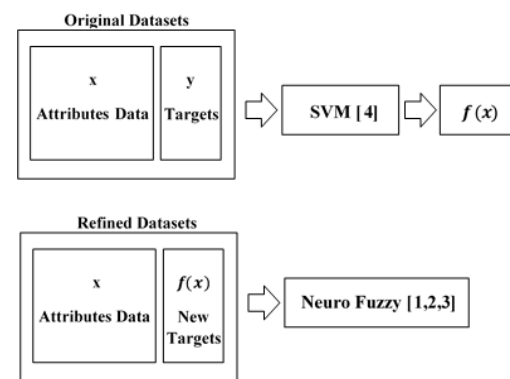 Original Datasets
x
Attributes Data
y
Targets
SVM [4]
f(x)
Refined Datasets
x
Attributes Data
f(x)
New
Targets
Neuro Fuzzy [1,2,3]